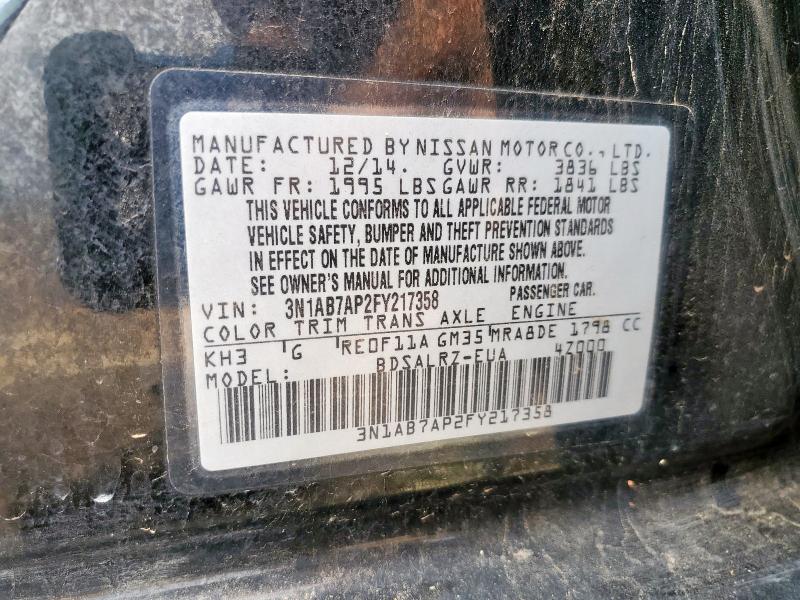 MANUFACTURED BY NISSAN MOTOR CO., LTD.
DATE: 12/14. GVWR: 3836 LBS
GAWR FR: 1995 LBS GAWR RR: 1841 LBS
THIS VEHICLE CONFORMS TO ALL APPLICABLE FEDERAL MOTOR
VEHICLE SAFETY, BUMPER AND THEFT PREVENTION STANDARDS
IN EFFECT ON THE DATE OF MANUFACTURE SHOWN ABOVE.
SEE OWNER'S MANUAL FOR ADDITIONAL INFORMATION.
VIN: 3N1AB7AP2FY217358 PASSENGER CAR.
COLOR TRIM TRANS AXLE ENGINE
KH3 G RE0F11A GM35 MRA8DE 1798 CC
MODEL: BDSALRZ-EUA 4Z000
3N1AB7AP2FY217358